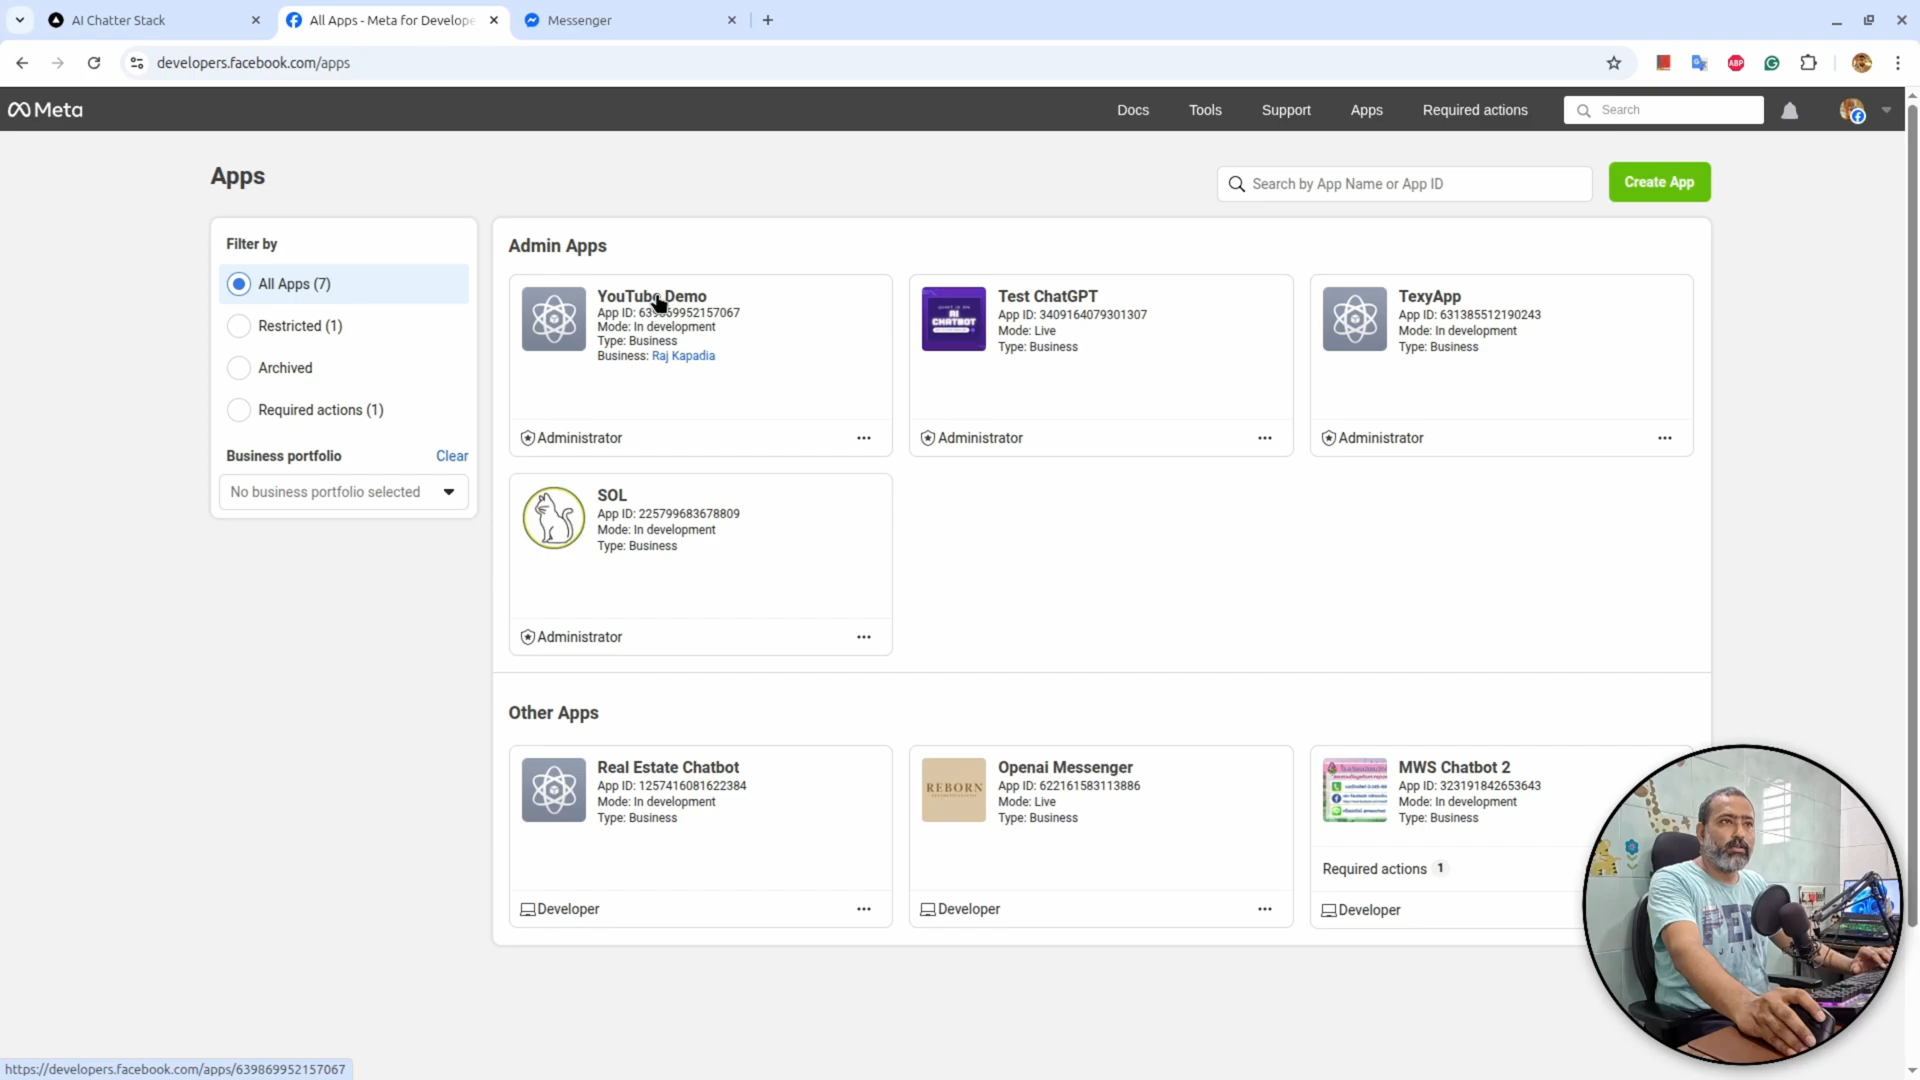 AI Chatter Stack
All Apps - Meta for Develope
Messenger
developers.facebook.com/apps
ABP
Meta
Docs
Tools
Support
Apps
Required actions
Search
Apps
Search by App Name or App ID
Create App
Filter by
All Apps (7)
Restricted (1)
Archived
Required actions (1)
Business portfolio
Clear
No business portfolio selected
Admin Apps
YouTube Demo
App ID: 639869952157067
Mode: In development
Type: Business
Business: Raj Kapadia
Administrator
Test ChatGPT
App ID: 3409164079301307
Mode: Live
Type: Business
Administrator
AI
CHATBOT
TexyApp
App ID: 631385512190243
Mode: In development
Type: Business
Administrator
SOL
App ID: 225799683678809
Mode: In development
Type: Business
Administrator
Other Apps
Real Estate Chatbot
App ID: 1257416081622384
Mode: In development
Type: Business
Developer
REBORN
Openai Messenger
App ID: 622161583113886
Mode: Live
Type: Business
Developer
MWS Chatbot 2
App ID: 323191842653643
Mode: In development
Type: Business
Required actions 1
Developer
https://developers.facebook.com/apps/639869952157067